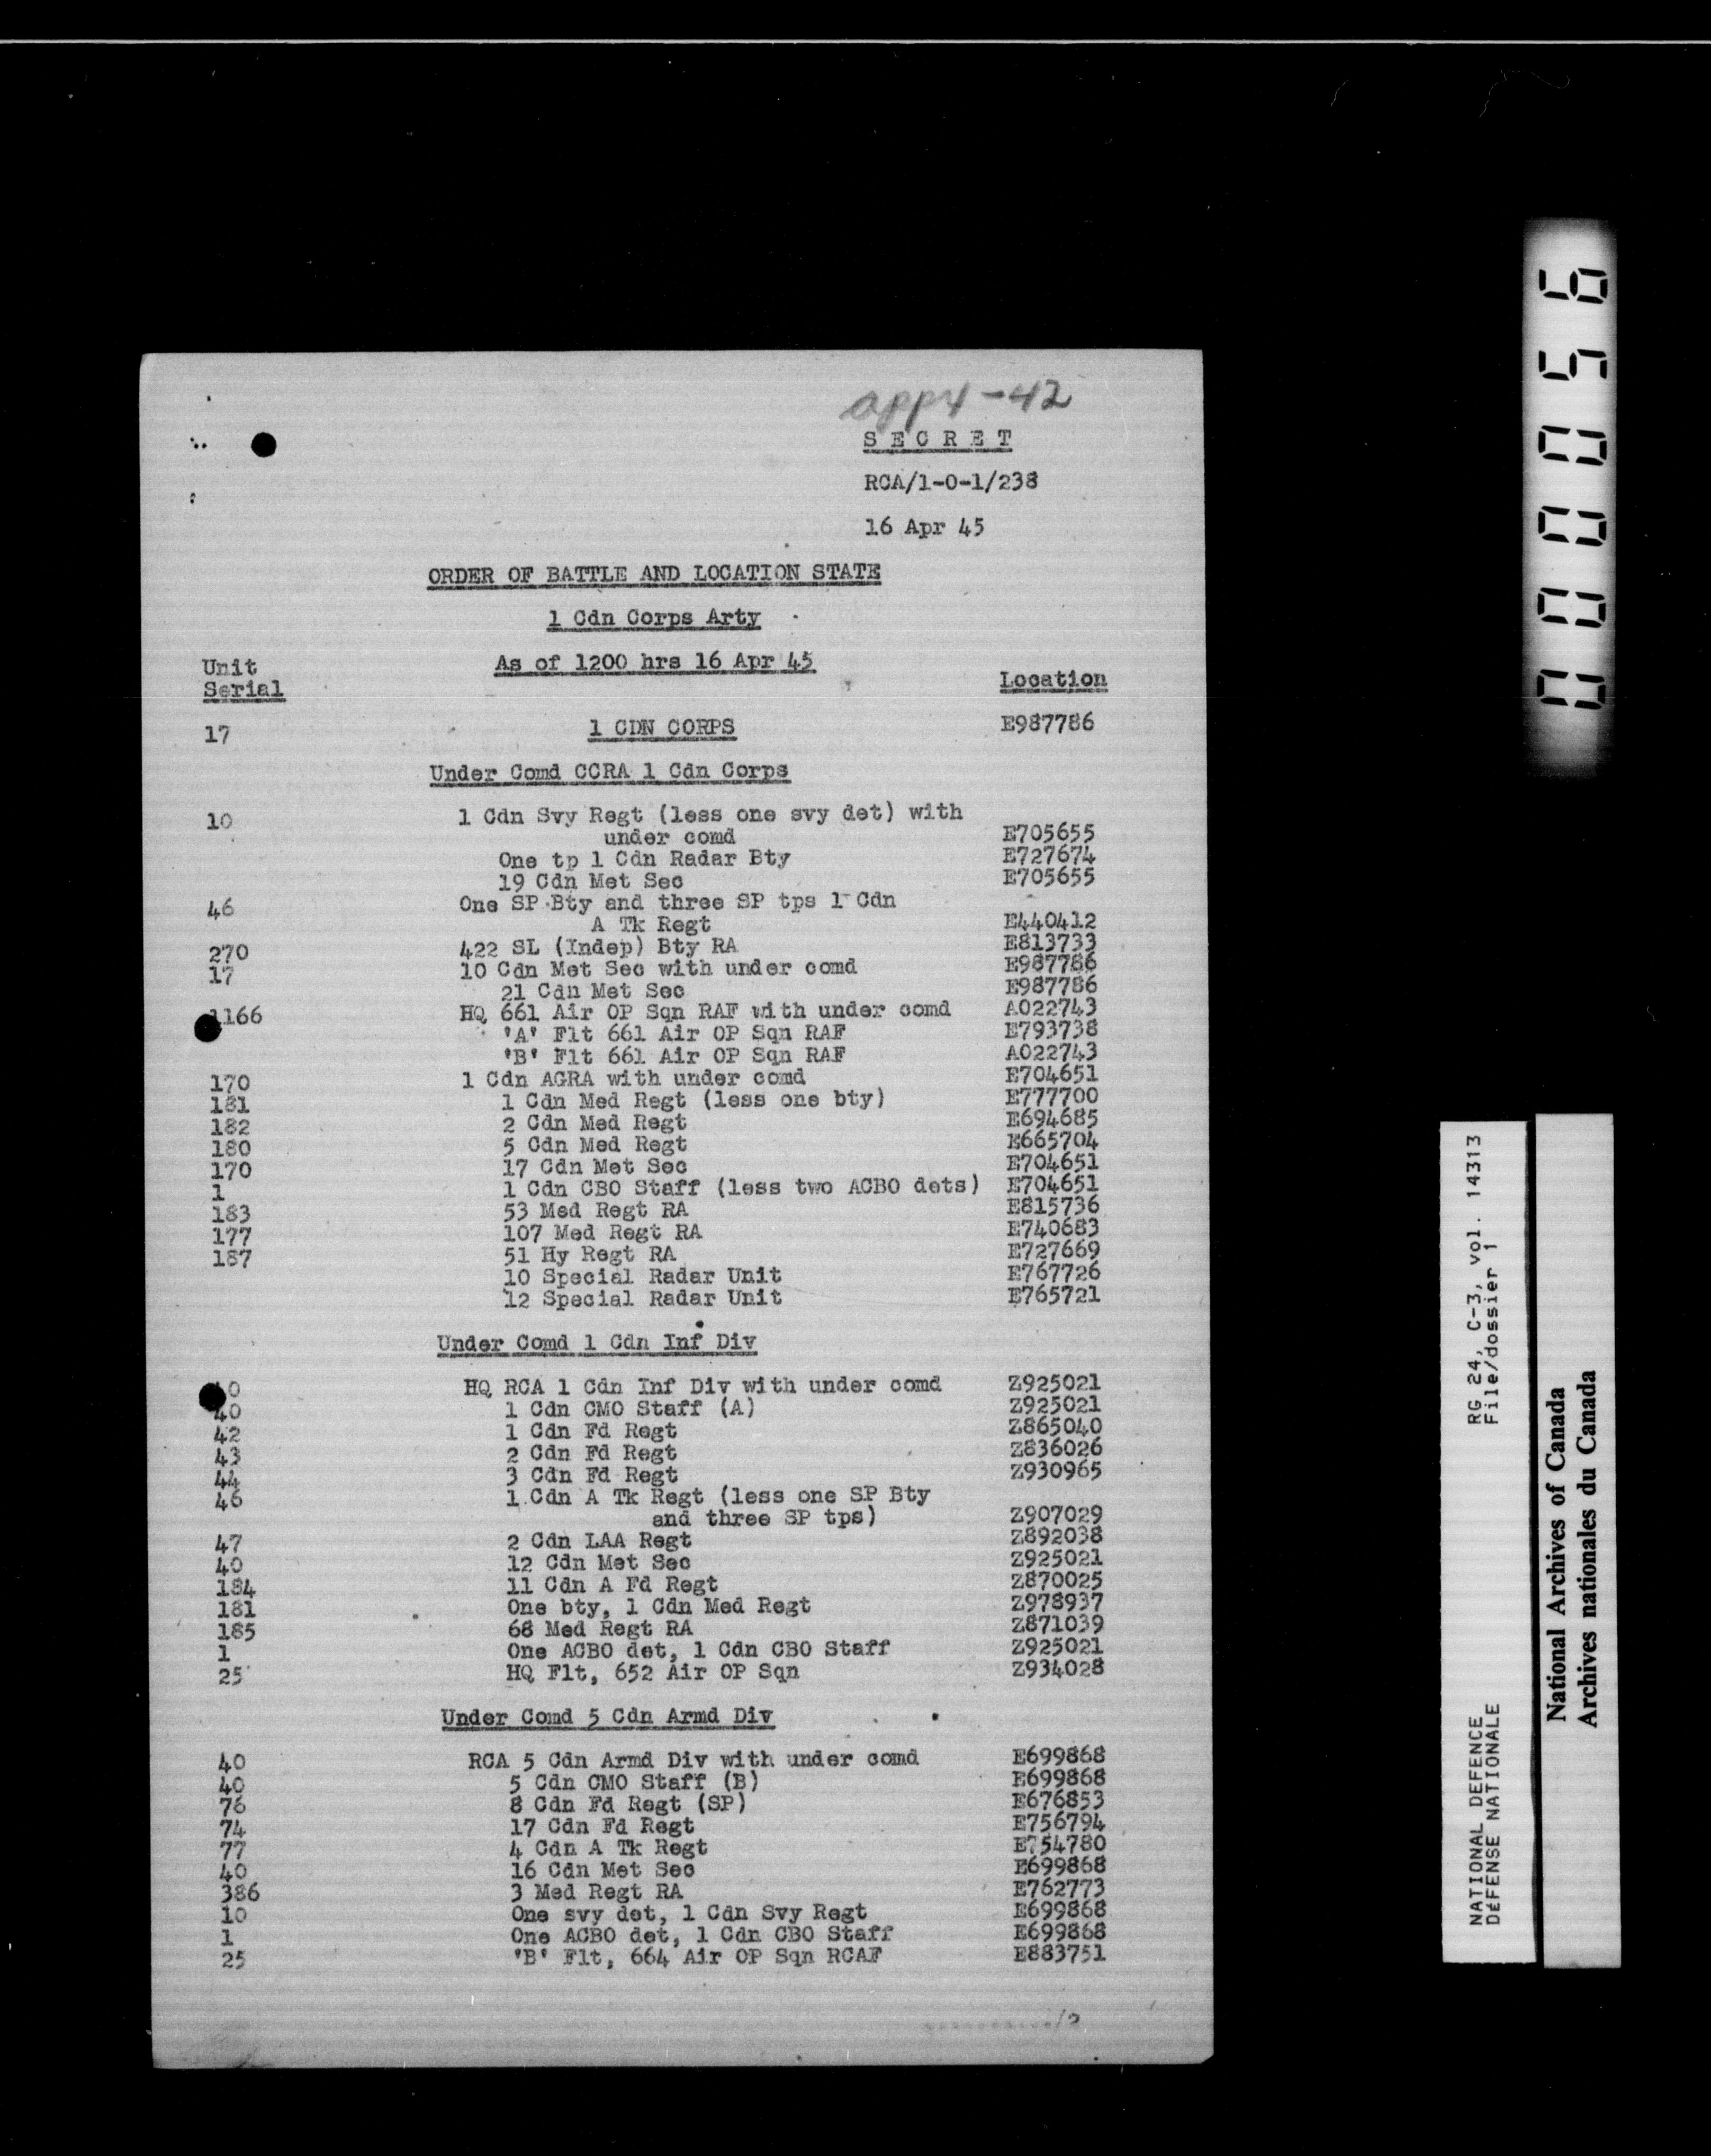 appx-42
S E C R E T
RCA/1-0-1/238
16 Apr 45
ORDER OF BATTLE AND LOCATION STATE
1 Cdn Corps Arty
As of 1200 hrs 16 Apr 45
Unit
Serial
Location
17 1 CDN CORPS E987786
Under Comd CCRA 1 Cdn Corps
10 1 Cdn Svy Regt (less one svy det) with
under comd E705655
One tp 1 Cdn Radar Bty E727674
19 Cdn Met Sec E705655
46 One SP Bty and three SP tps 1 Cdn
A Tk Regt E440412
270 422 SL (Indep) Bty RA E813733
17 10 Cdn Met Sec with under comd E987786
21 Cdn Met Sec E987786
1166 HQ 661 Air OP Sqn RAF with under comd A022743
'A' Flt 661 Air OP Sqn RAF E793738
'B' Flt 661 Air OP Sqn RAF A022743
170 1 Cdn AGRA with under comd E704651
181 1 Cdn Med Regt (less one bty) E777700
182 2 Cdn Med Regt E694685
180 5 Cdn Med Regt E665704
170 17 Cdn Met Sec E704651
1 1 Cdn CBO Staff (less two ACBO dets) E704651
183 53 Med Regt RA E815736
177 107 Med Regt RA E740683
187 51 Hy Regt RA E727669
10 Special Radar Unit E767726
12 Special Radar Unit E765721
Under Comd 1 Cdn Inf Div
HQ RCA 1 Cdn Inf Div with under comd Z925021
40 1 Cdn CMO Staff (A) Z925021
42 1 Cdn Fd Regt Z865040
43 2 Cdn Fd Regt Z836026
44 3 Cdn Fd Regt Z930965
46 1 Cdn A Tk Regt (less one SP Bty
and three SP tps) Z907029
47 2 Cdn LAA Regt Z892038
40 12 Cdn Met Sec Z925021
184 11 Cdn A Fd Regt Z870025
181 One bty, 1 Cdn Med Regt Z978937
185 68 Med Regt RA Z871039
1 One ACBO det, 1 Cdn CBO Staff Z925021
25 HQ Flt, 652 Air OP Sqn Z934028
Under Comd 5 Cdn Armd Div
40 RCA 5 Cdn Armd Div with under comd E699868
40 5 Cdn CMO Staff (B) E699868
76 8 Cdn Fd Regt (SP) E676853
74 17 Cdn Fd Regt E756794
77 4 Cdn A Tk Regt E754780
40 16 Cdn Met Sec E699868
386 3 Med Regt RA E762773
10 One svy det, 1 Cdn Svy Regt E699868
1 One ACBO det, 1 Cdn CBO Staff E699868
25 'B' Flt, 664 Air OP Sqn RCAF E883751
/2
000056
RG 24, C-3, vol. 14313
File/dossier 1
NATIONAL DEFENCE
DÉFENSE NATIONALE
National Archives of Canada
Archives nationales du Canada